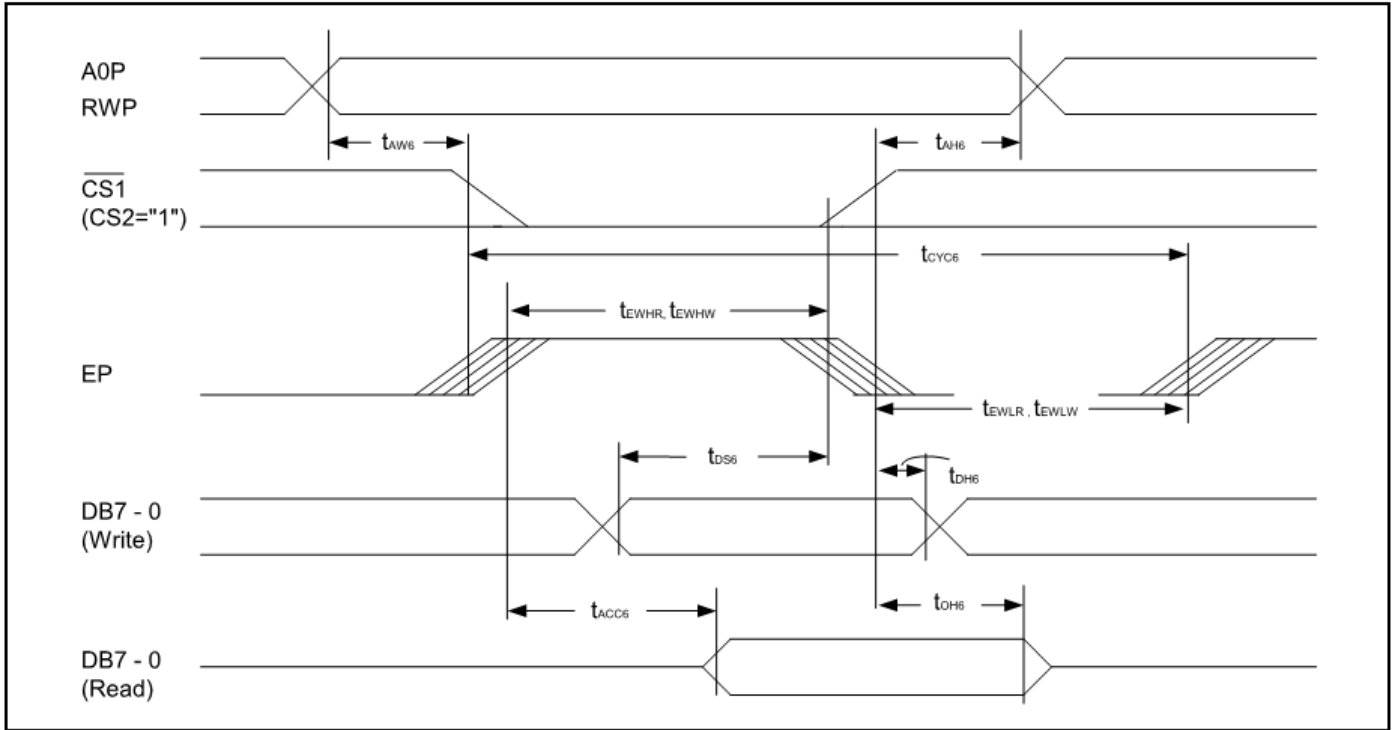 A0P
RWP
tAW6
tAH6
CS1
(CS2="1")
tCYC6
tEWHR, tEWHW
EP
tEWLR , tEWLW
tDS6
tDH6
DB7 - 0
(Write)
tACC6
tOH6
DB7 - 0
(Read)